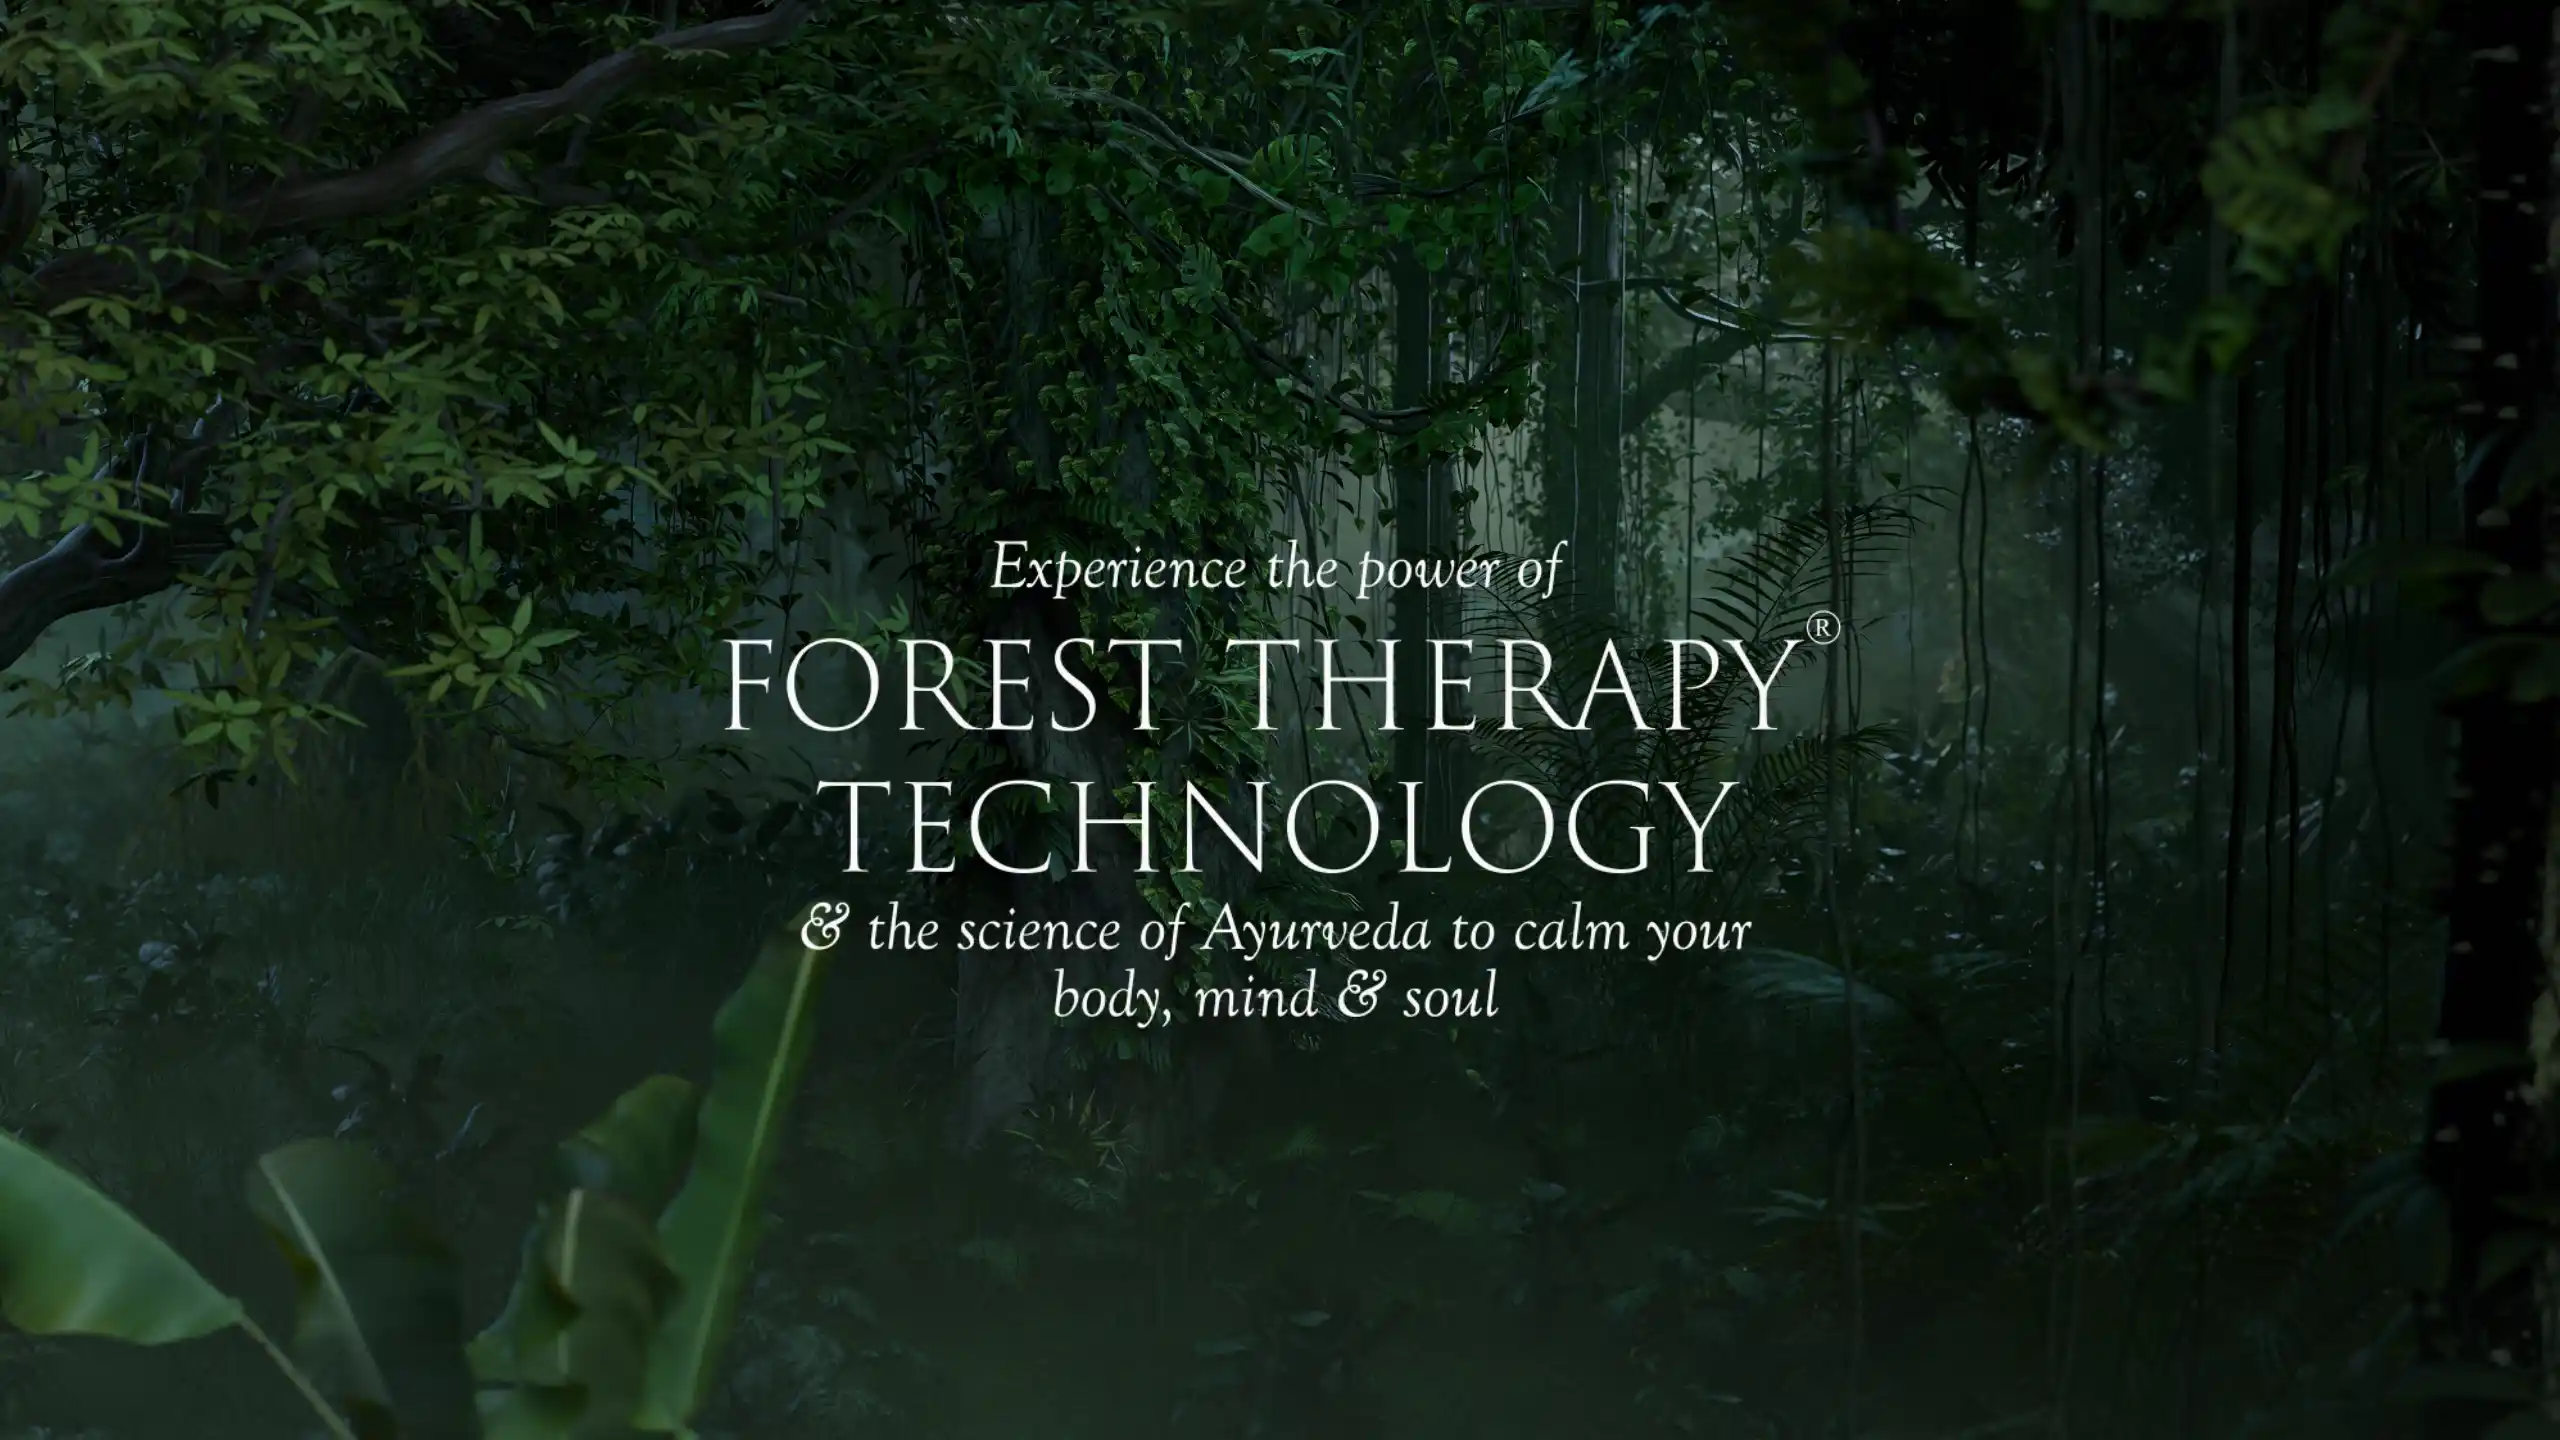 Experience the power of
FOREST THERAPY®
TECHNOLOGY
& the science of Ayurveda to calm your
body, mind & soul